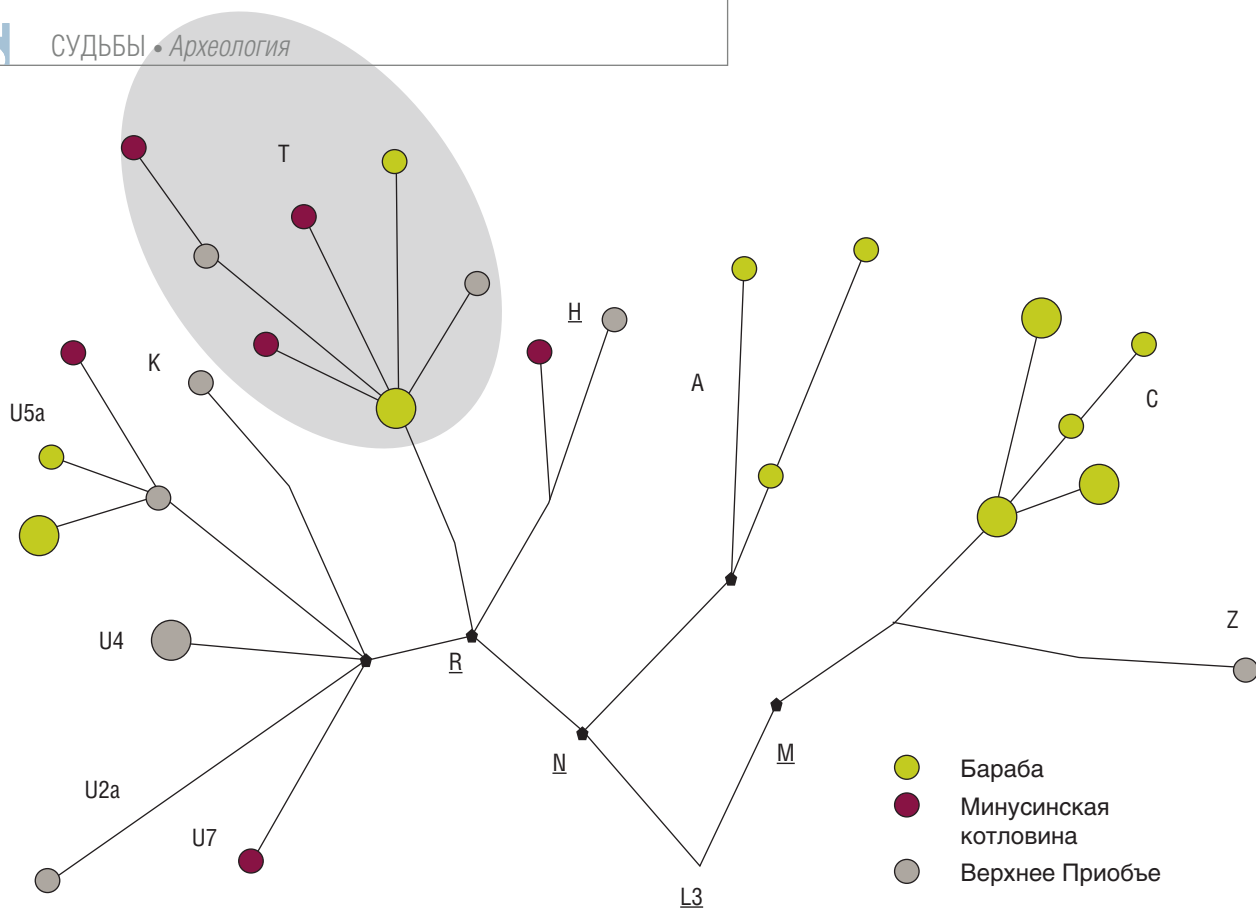 СУДЬБЫ • Археология
T
H
K
A
C
U5a
U4
Z
R
N
M
U2a
U7
L3
Бараба
Минусинская
котловина
Верхнее Приобье